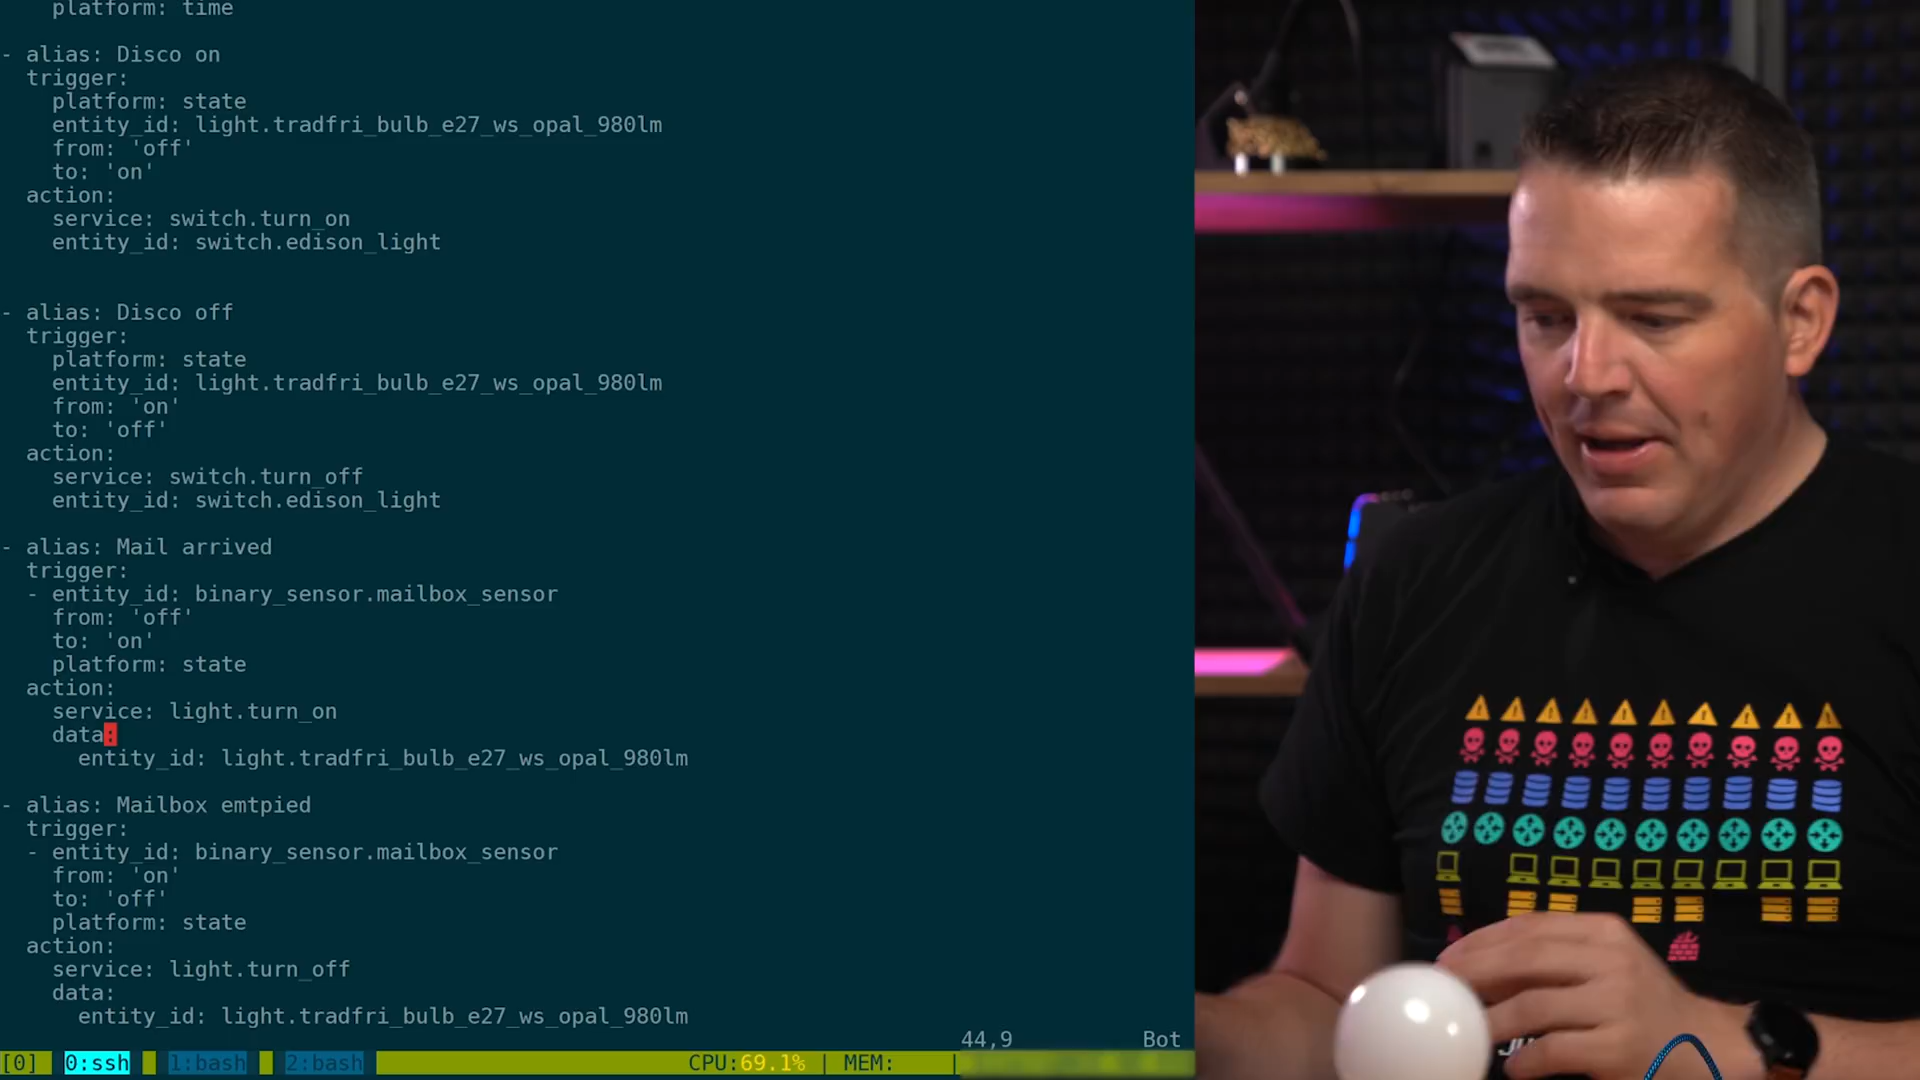 platform: time
- alias: Disco on
trigger:
platform: state
entity_id: light.tradfri_bulb_e27_ws_opal_980lm
from: 'off'
to: 'on'
action:
service: switch.turn_on
entity_id: switch.edison_light
- alias: Disco off
trigger:
platform: state
entity_id: light.tradfri_bulb_e27_ws_opal_980lm
from: 'on'
to: 'off'
action:
service: switch.turn_off
entity_id: switch.edison_light
- alias: Mail arrived
trigger:
- entity_id: binary_sensor.mailbox_sensor
from: 'off'
to: 'on'
platform: state
action:
service: light.turn_on
data:
entity_id: light.tradfri_bulb_e27_ws_opal_980lm
- alias: Mailbox emtpied
trigger:
- entity_id: binary_sensor.mailbox_sensor
from: 'on'
to: 'off'
platform: state
action:
service: light.turn_off
data:
entity_id: light.tradfri_bulb_e27_ws_opal_980lm
44,9 Bot
[0] 0:ssh 1:bash 2:bash CPU:69.1% | MEM: |